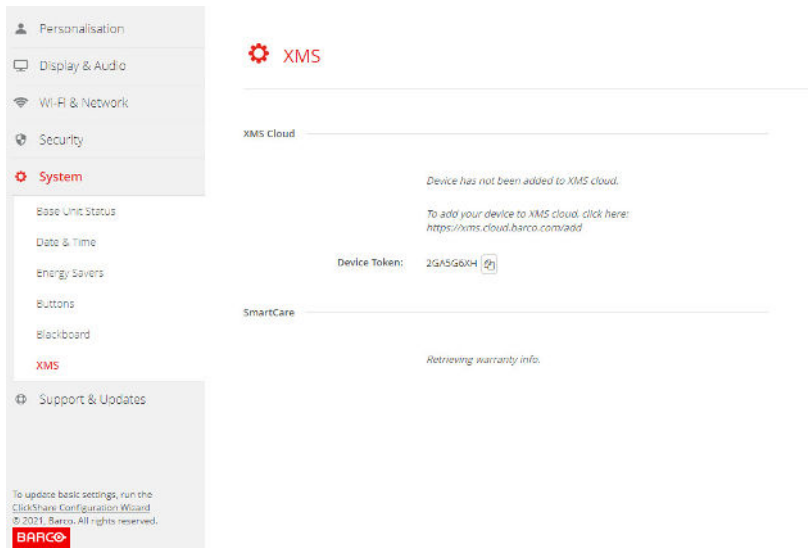 Personalisation
Display & Audio
Wi-Fi & Network
Security
System
Base Unit Status
Date & Time
Energy Savers
Buttons
Blackboard
XMS
Support & Updates
To update basic settings, run the
ClickShare Configuration Wizard
© 2021, Barco. All rights reserved.
BARCO
XMS
XMS Cloud
Device has not been added to XMS cloud.
To add your device to XMS cloud, click here:
https://xms.cloud.barco.com/add
Device Token: 2GA5G6XH
SmartCare
Retrieving warranty info.